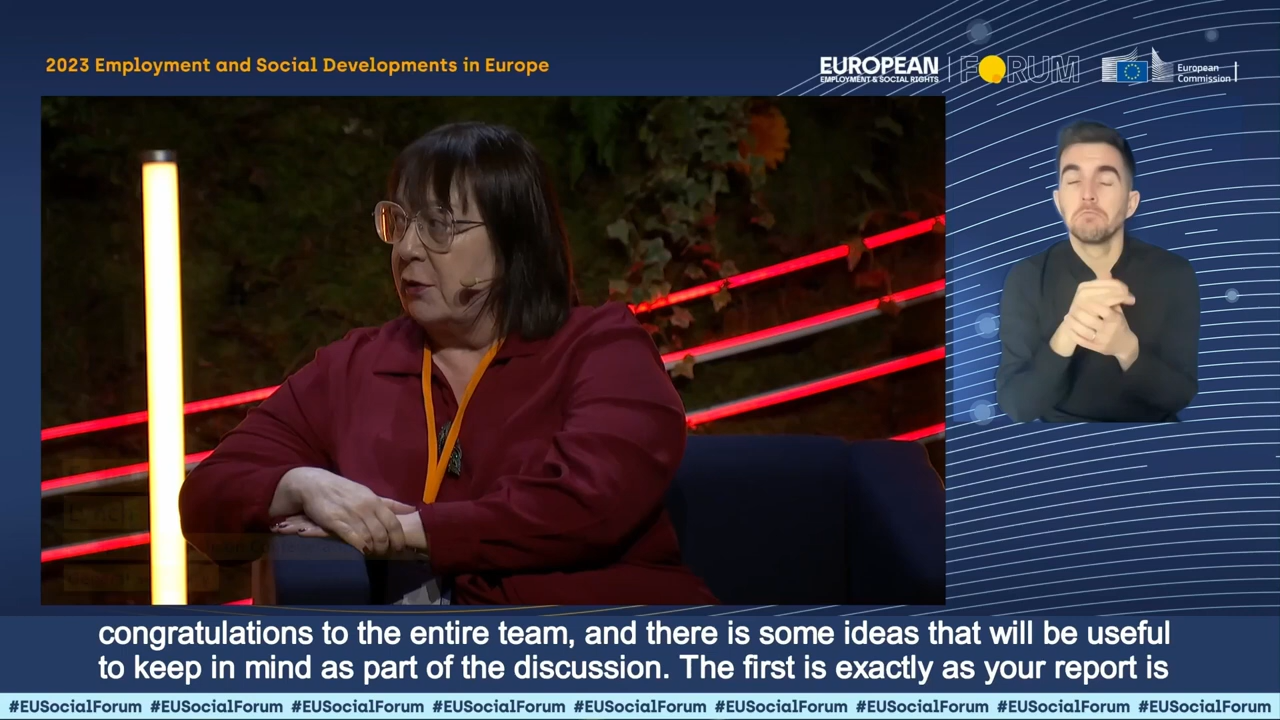 2023 Employment and Social Developments in Europe
EUROPEAN
EMPLOYMENT & SOCIAL RIGHTS
FORUM
European
Commission
congratulations to the entire team, and there is some ideas that will be useful
to keep in mind as part of the discussion. The first is exactly as your report is
#EUSocialForum #EUSocialForum #EUSocialForum #EUSocialForum #EUSocialForum #EUSocialForum #EUSocialForum #EUSocialForum #EUSocialForum